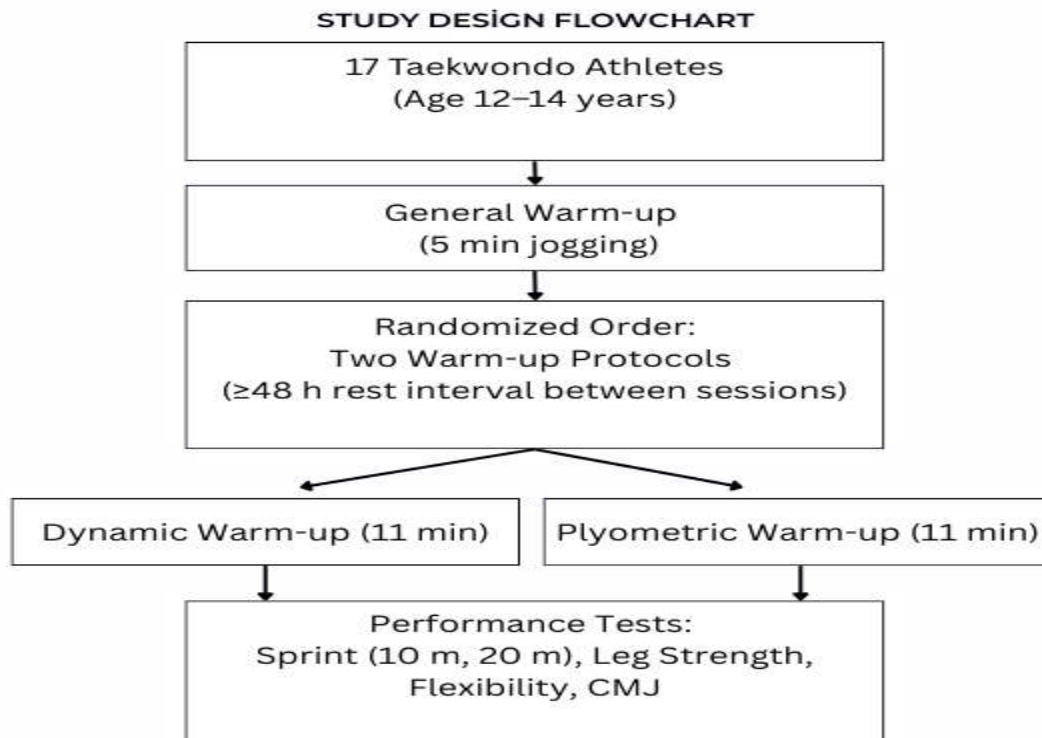 STUDY DESİGN FLOWCHART
17 Taekwondo Athletes
(Age 12–14 years)
General Warm-up
(5 min jogging)
Randomized Order:
Two Warm-up Protocols
(≥48 h rest interval between sessions)
Dynamic Warm-up (11 min)
Plyometric Warm-up (11 min)
Performance Tests:
Sprint (10 m, 20 m), Leg Strength,
Flexibility, CMJ